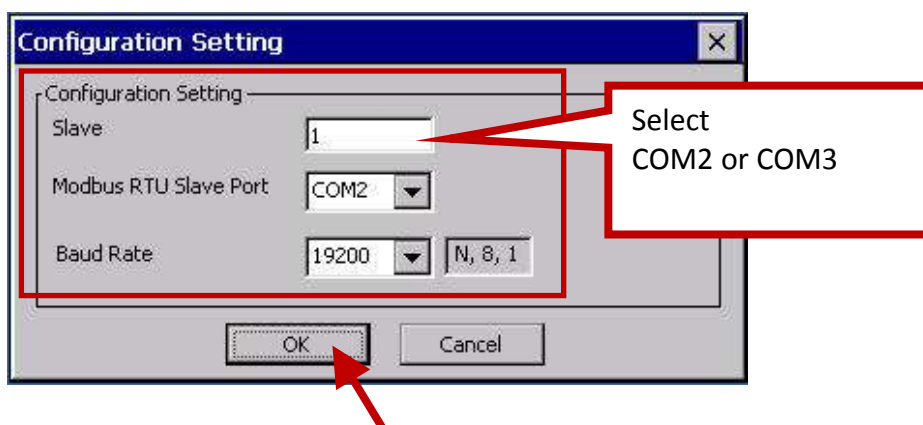 Configuration Setting
Configuration Setting
Slave
1
Select
COM2 or COM3
Modbus RTU Slave Port
COM2
Baud Rate
19200
N, 8, 1
OK
Cancel